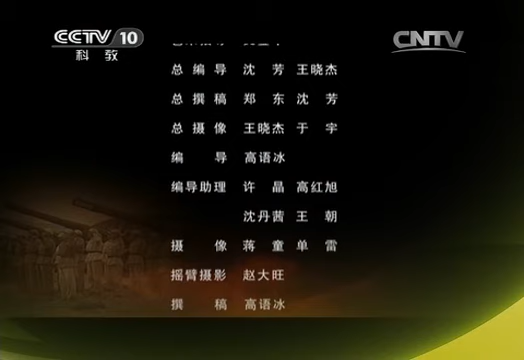 CCTV 10
科教
CNTV
总编导 沈芳 王晓杰
总撰稿 郑东 沈芳
总摄像 王晓杰 于宇
编导 高语冰
编导助理 许晶 高红旭
沈丹茜 王朝
摄像 蒋童 单雷
摇臂摄影 赵大旺
撰稿 高语冰